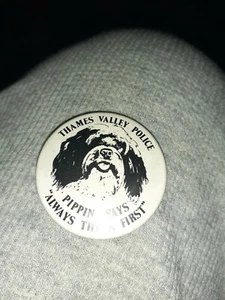 THAMES VALLEY POLICE
PIPPIN SAYS
"ALWAYS THINK FIRST"